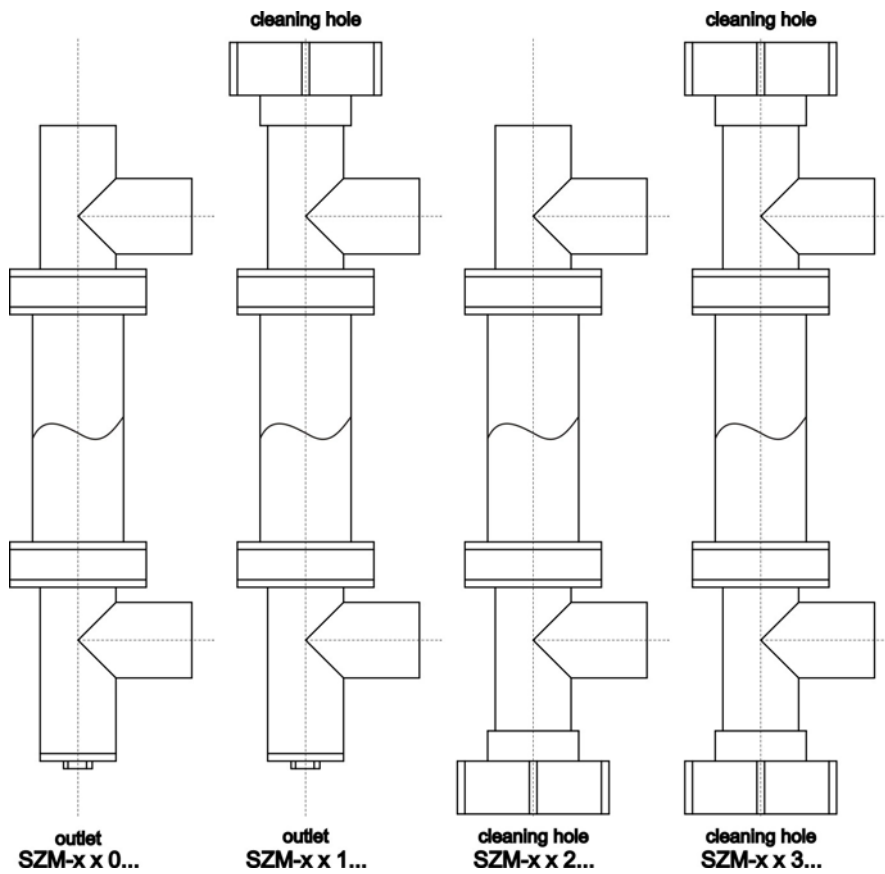 cleaning hole
cleaning hole
outlet
SZM-x x 0...
outlet
SZM-x x 1...
cleaning hole
SZM-x x 2...
cleaning hole
SZM-x x 3...